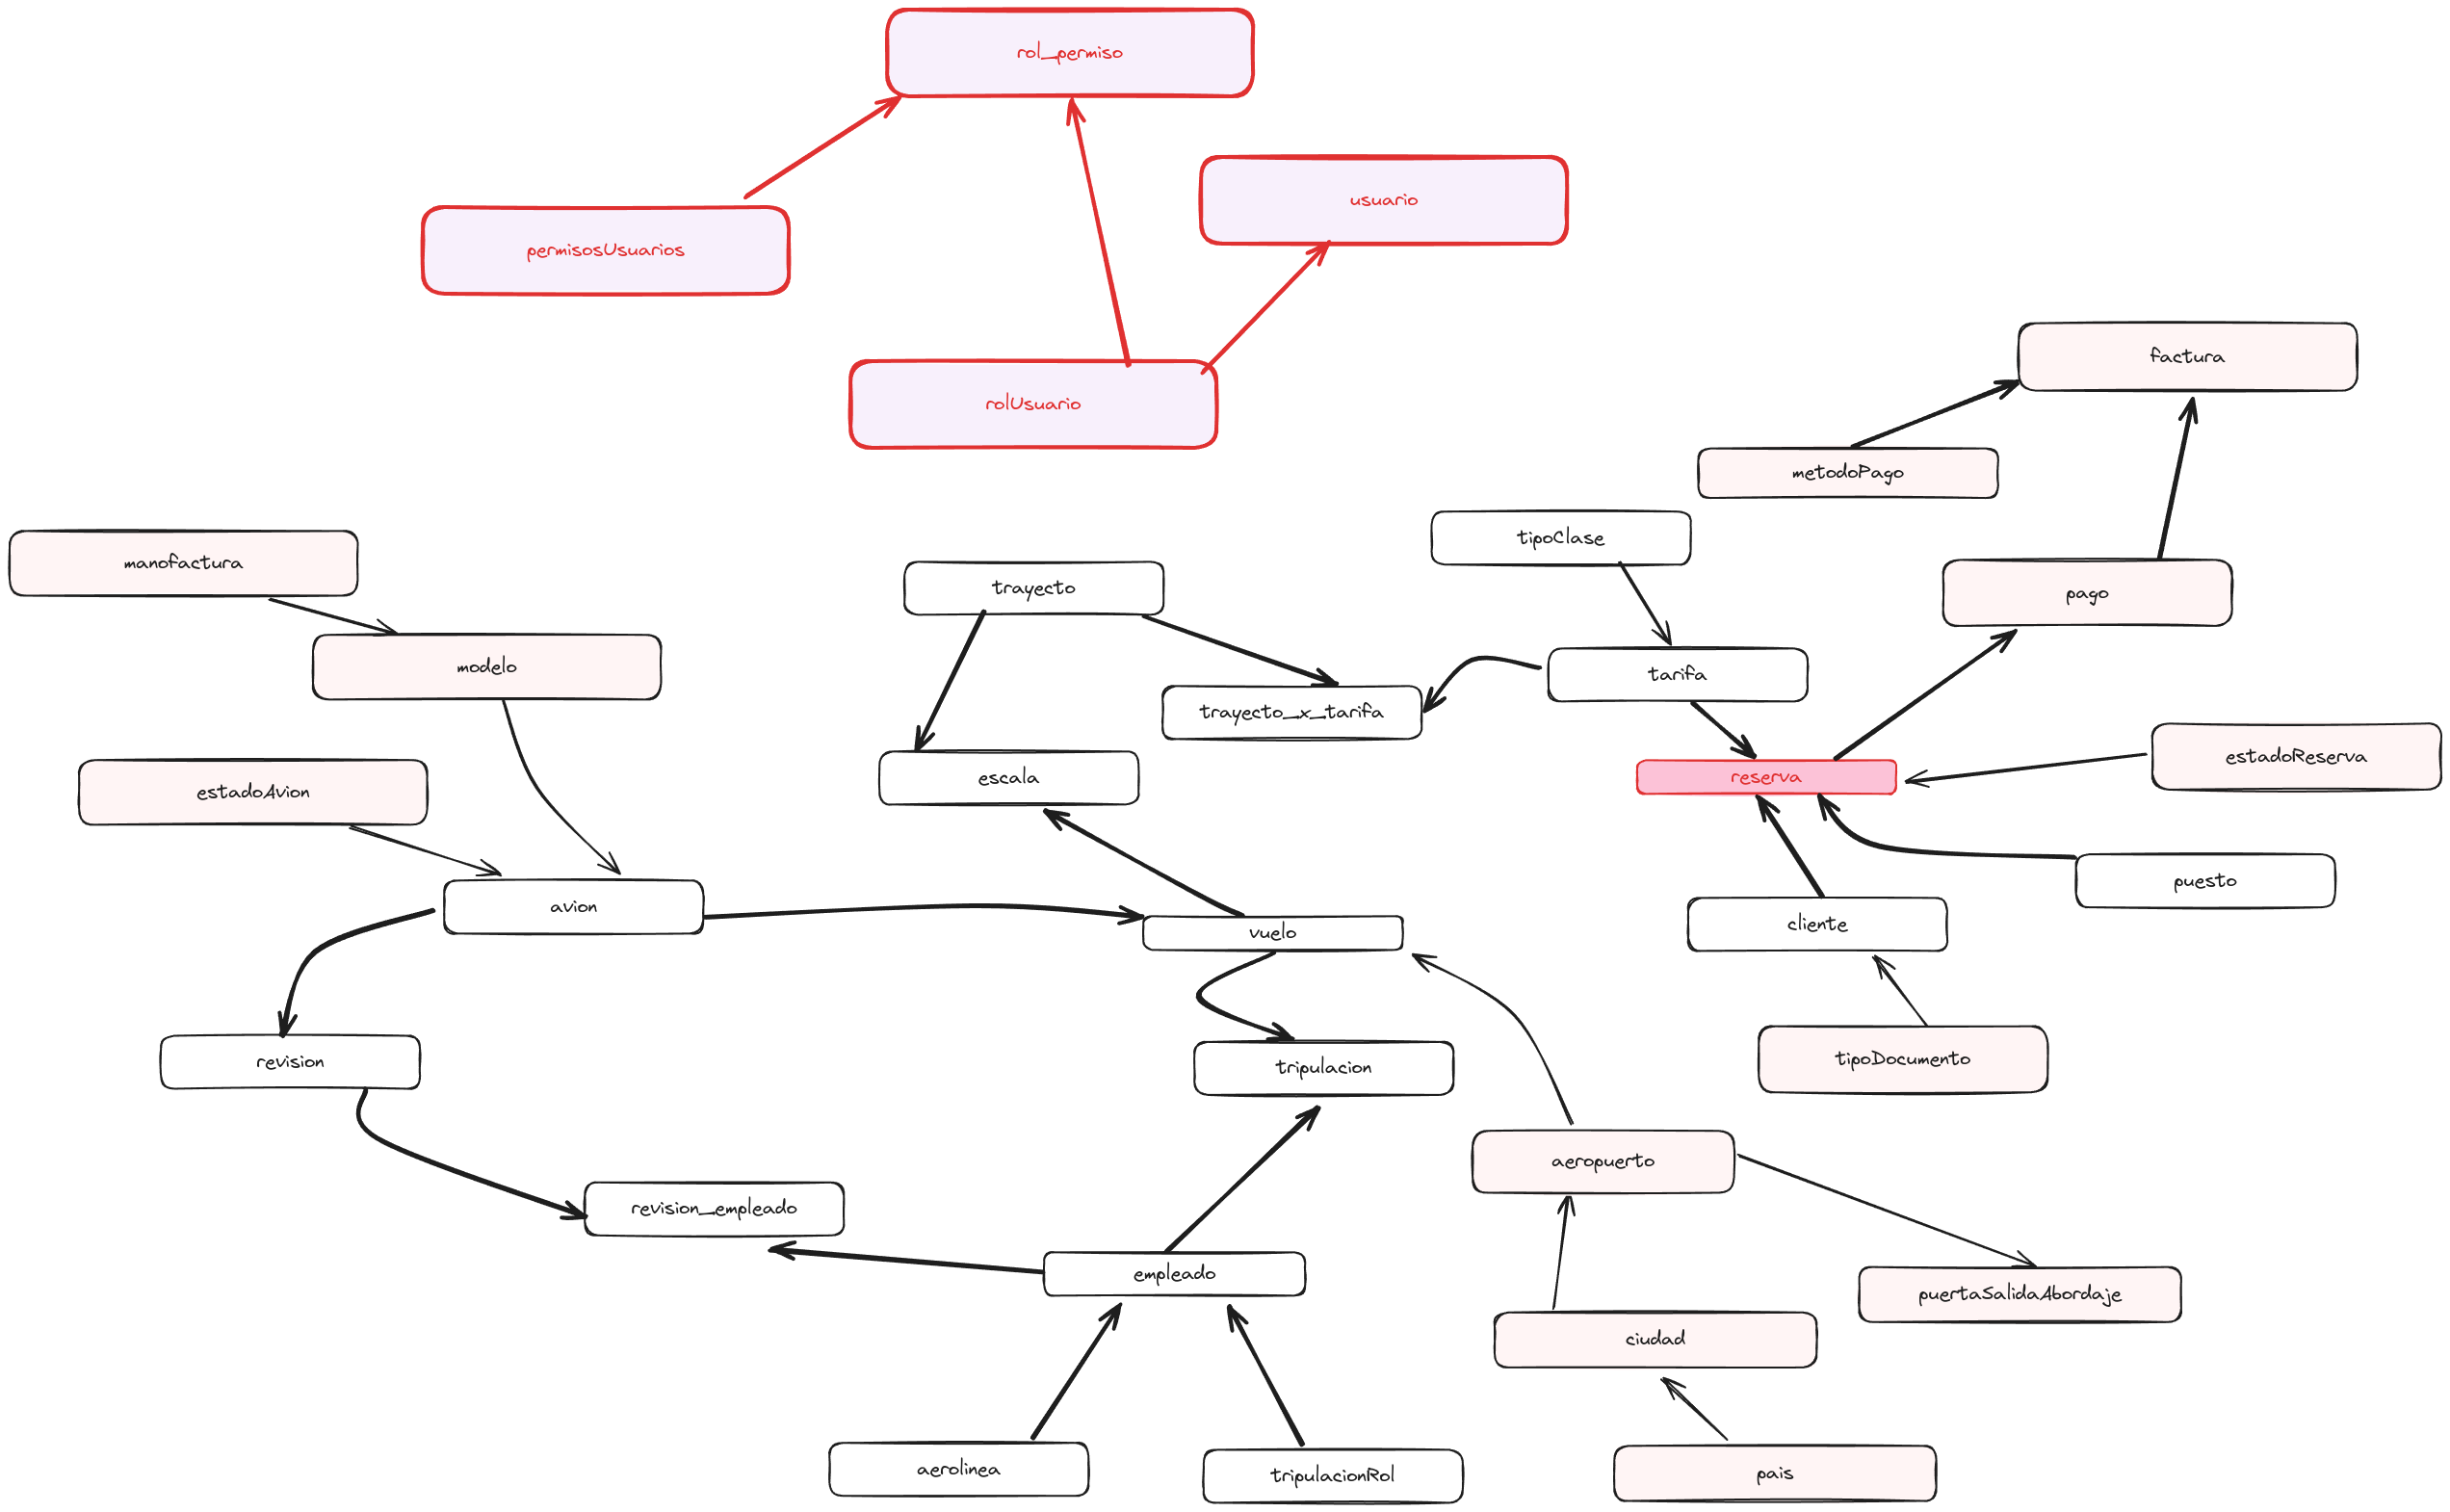 rol_permiso
usuario
permisosUsuarios
rolUsuario
factura
metodoPago
tipoClase
manofactura
trayecto
pago
modelo
tarifa
trayecto_x_tarifa
estadoReserva
reserva
escala
estadoAvion
puesto
avion
cliente
vuelo
tipoDocumento
revision
tripulacion
aeropuerto
revision_empleado
empleado
puertaSalidaAbordaje
ciudad
aerolinea
tripulacionRol
pais